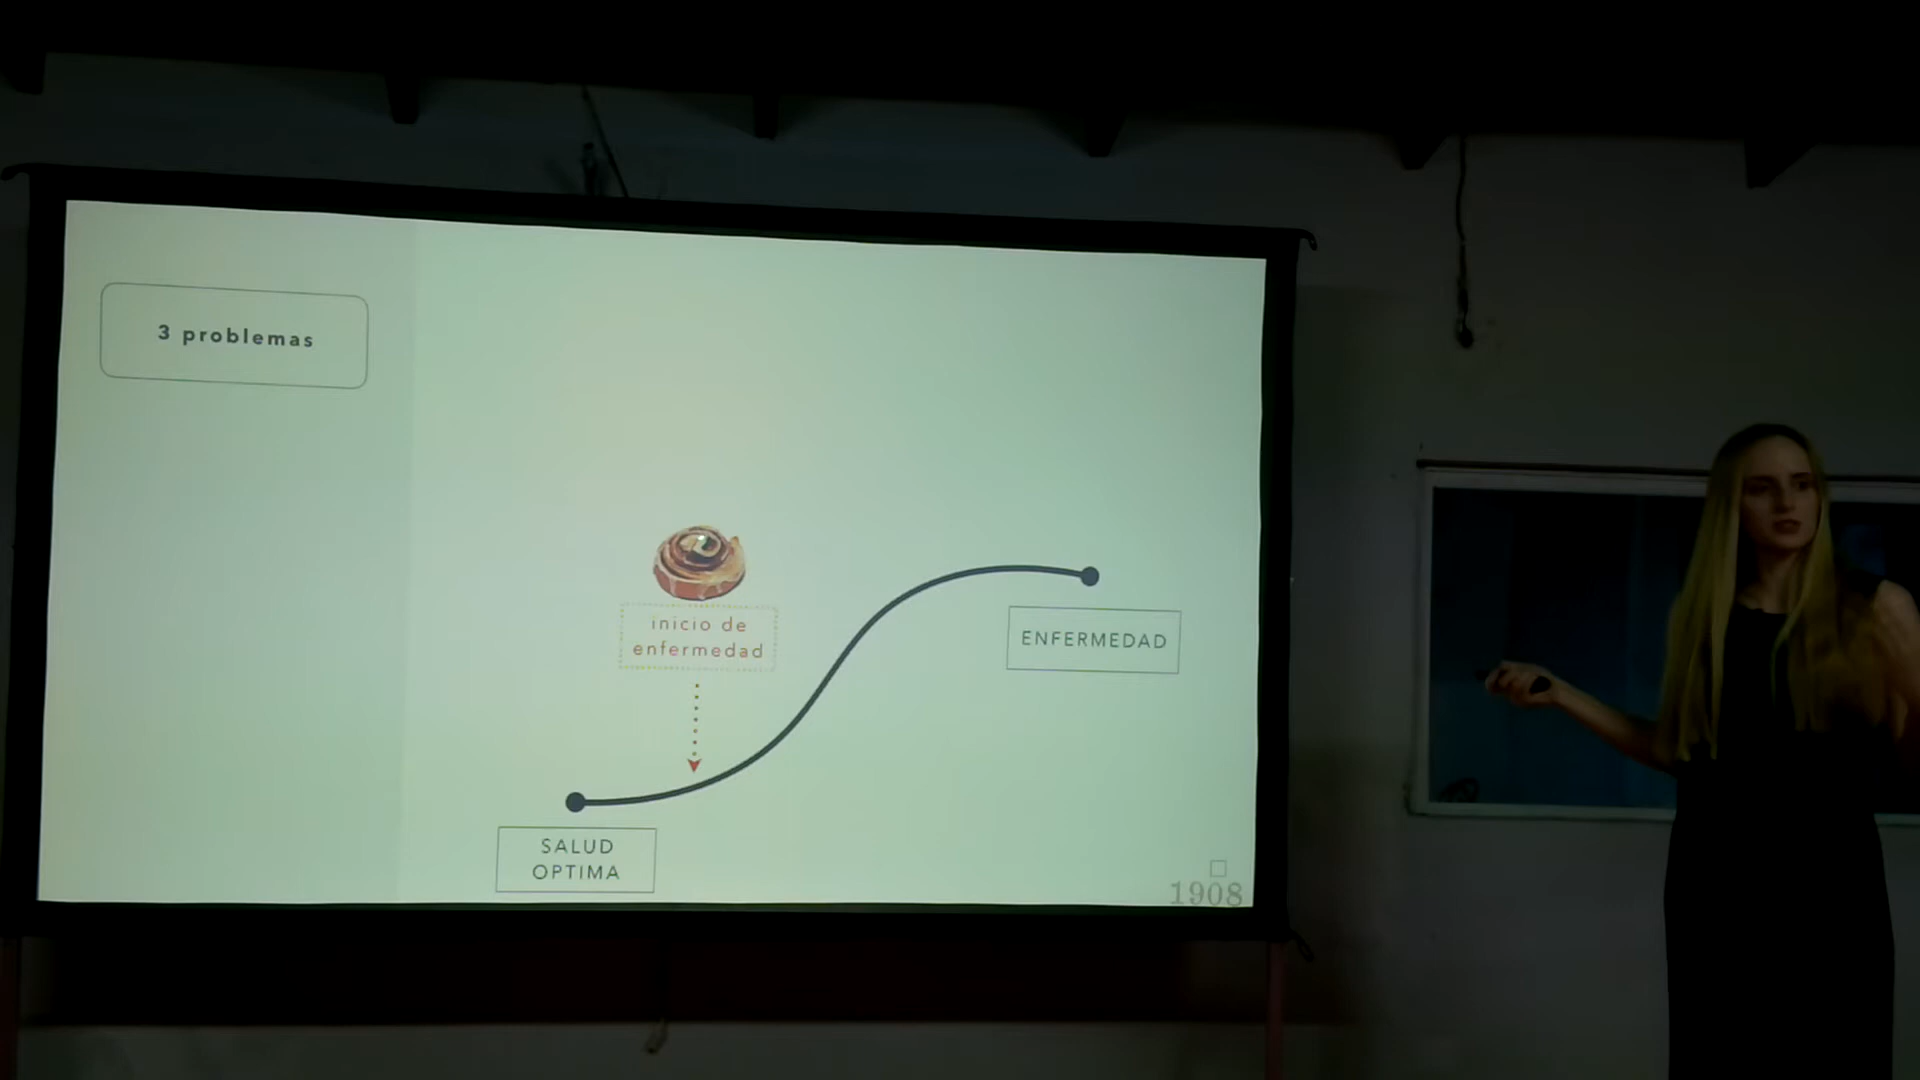 3 problemas
inicio de
enfermedad
ENFERMEDAD
SALUD
OPTIMA
1908